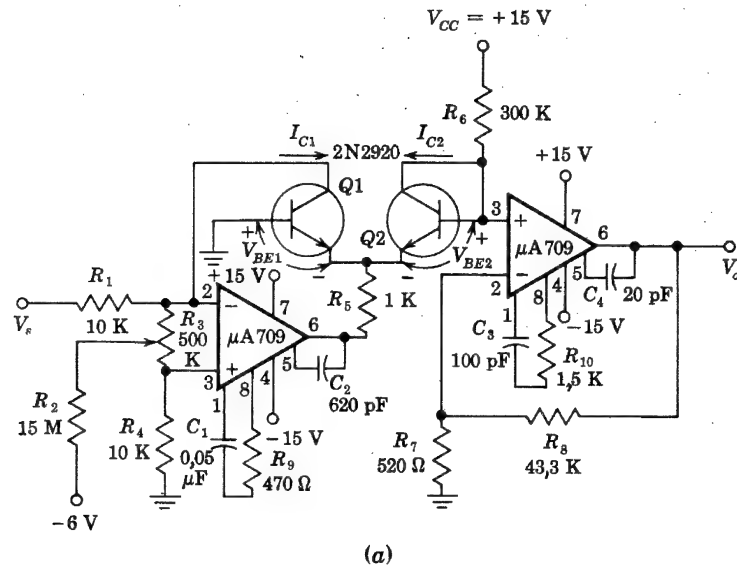 V_CC = +15 V
R_6
300 K
I_C1
I_C2
2N2920
+15 V
Q1
3
7
+
6
μA709
V_o
+
V_BE1
−
Q2
V_BE2
+
−
−
5
2
4
8
C_4
20 pF
+15 V
R_5
1 K
1
−15 V
R_1
2
−
7
C_3
100 pF
R_10
1,5 K
V_s
10 K
R_3
500
K
μA709
6
+
5
3
4
8
C_2
620 pF
R_2
15 M
1
R_4
10 K
C_1
0,05
μF
−15 V
R_9
470 Ω
R_7
520 Ω
R_8
43,3 K
−6 V
(a)